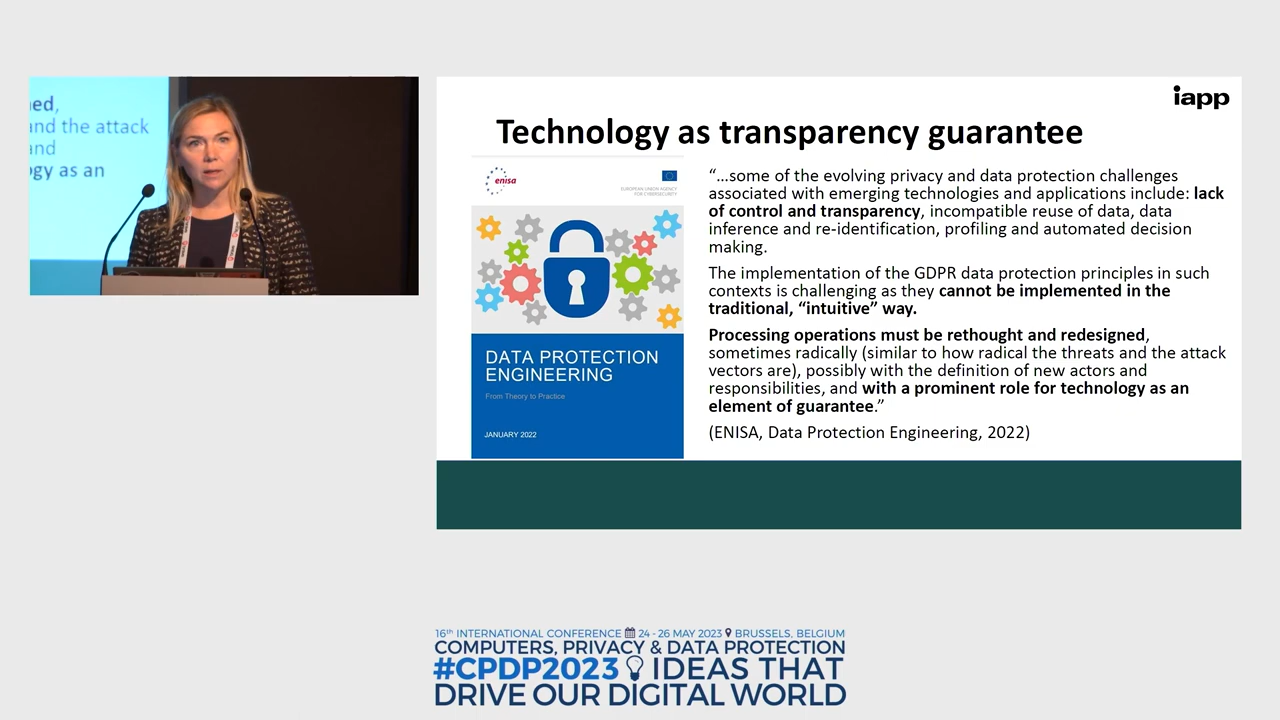 ned,
and the attack
and
ogy as an
iapp
Technology as transparency guarantee
enisa
EUROPEAN UNION AGENCY
FOR CYBERSECURITY
DATA PROTECTION
ENGINEERING
From Theory to Practice
JANUARY 2022
“...some of the evolving privacy and data protection challenges
associated with emerging technologies and applications include: lack
of control and transparency, incompatible reuse of data, data
inference and re-identification, profiling and automated decision
making.
The implementation of the GDPR data protection principles in such
contexts is challenging as they cannot be implemented in the
traditional, “intuitive” way.
Processing operations must be rethought and redesigned,
sometimes radically (similar to how radical the threats and the attack
vectors are), possibly with the definition of new actors and
responsibilities, and with a prominent role for technology as an
element of guarantee.”
(ENISA, Data Protection Engineering, 2022)
16th INTERNATIONAL CONFERENCE 24 - 26 MAY 2023 BRUSSELS, BELGIUM
COMPUTERS, PRIVACY & DATA PROTECTION
#CPDP2023 IDEAS THAT
DRIVE OUR DIGITAL WORLD